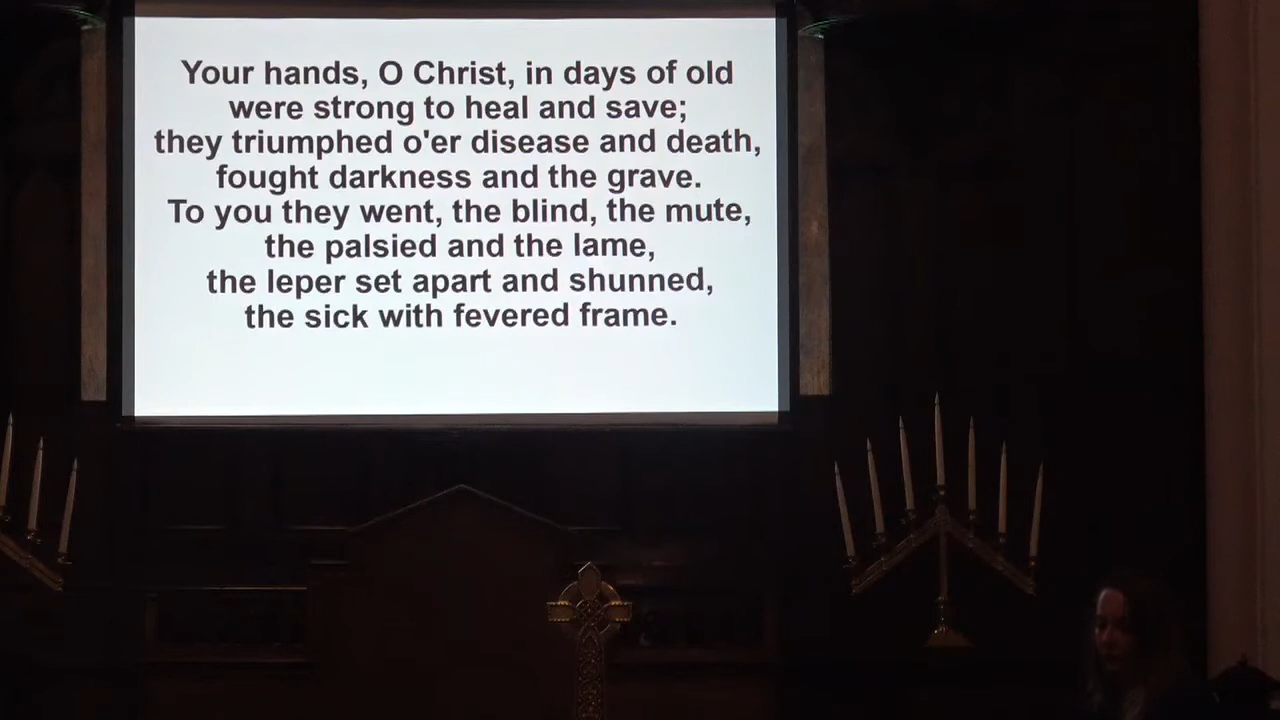 Your hands, O Christ, in days of old
were strong to heal and save;
they triumphed o'er disease and death,
fought darkness and the grave.
To you they went, the blind, the mute,
the palsied and the lame,
the leper set apart and shunned,
the sick with fevered frame.